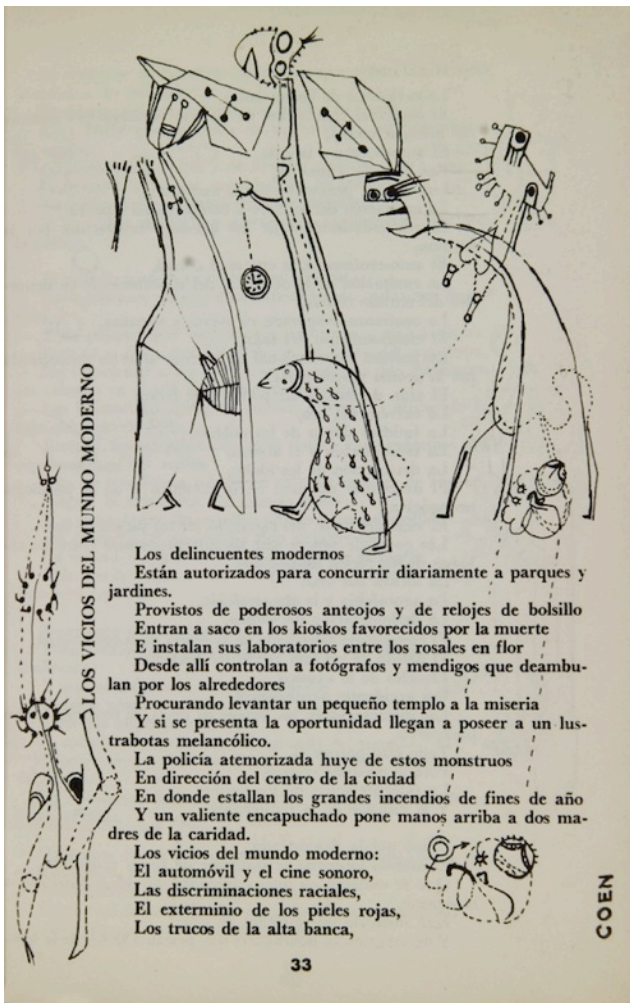 LOS VICIOS DEL MUNDO MODERNO
Los delincuentes modernos
Están autorizados para concurrir diariamente a parques y
jardines.
Provistos de poderosos anteojos y de relojes de bolsillo
Entran a saco en los kioskos favorecidos por la muerte
E instalan sus laboratorios entre los rosales en flor
Desde allí controlan a fotógrafos y mendigos que deambu-
lan por los alrededores
Procurando levantar un pequeño templo a la miseria
Y si se presenta la oportunidad llegan a poseer a un lus-
trabotas melancólico.
La policía atemorizada huye de estos monstruos
En dirección del centro de la ciudad
En donde estallan los grandes incendios de fines de año
Y un valiente encapuchado pone manos arriba a dos ma-
dres de la caridad.
Los vicios del mundo moderno:
El automóvil y el cine sonoro,
Las discriminaciones raciales,
El exterminio de los pieles rojas,
Los trucos de la alta banca,
COEN
33